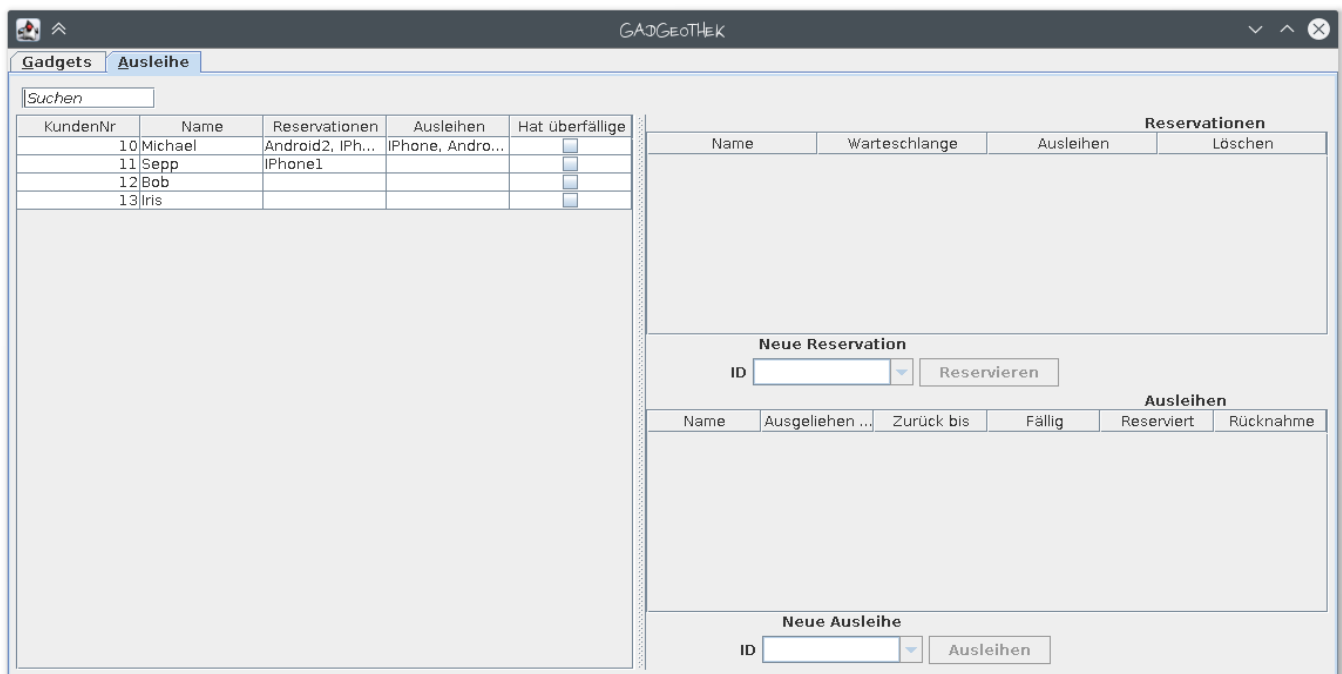 GADGEOTHEK
Gadgets Ausleihe
Suchen
KundenNr Name Reservationen Ausleihen Hat überfällige
10 Michael Android2, IPh... IPhone, Andro...
11 Sepp IPhone1
12 Bob
13 Iris
Reservationen
Name Warteschlange Ausleihen Löschen
Neue Reservation
ID Reservieren
Ausleihen
Name Ausgeliehen ... Zurück bis Fällig Reserviert Rücknahme
Neue Ausleihe
ID Ausleihen